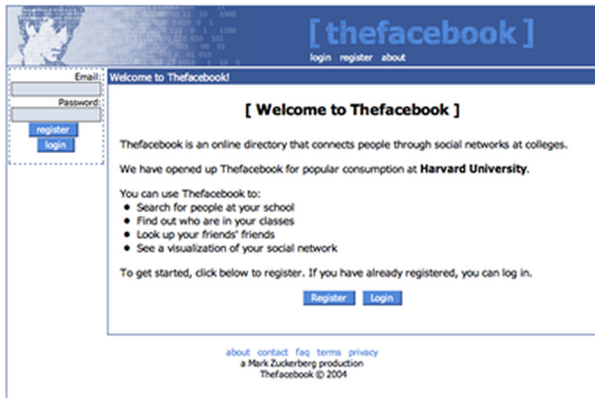 [ thefacebook ]
login register about
Email:
Password:
register
login
Welcome to Thefacebook!
[ Welcome to Thefacebook ]
Thefacebook is an online directory that connects people through social networks at colleges.
We have opened up Thefacebook for popular consumption at Harvard University.
You can use Thefacebook to:
• Search for people at your school
• Find out who are in your classes
• Look up your friends' friends
• See a visualization of your social network
To get started, click below to register. If you have already registered, you can log in.
Register Login
about contact faq terms privacy
a Mark Zuckerberg production
Thefacebook © 2004